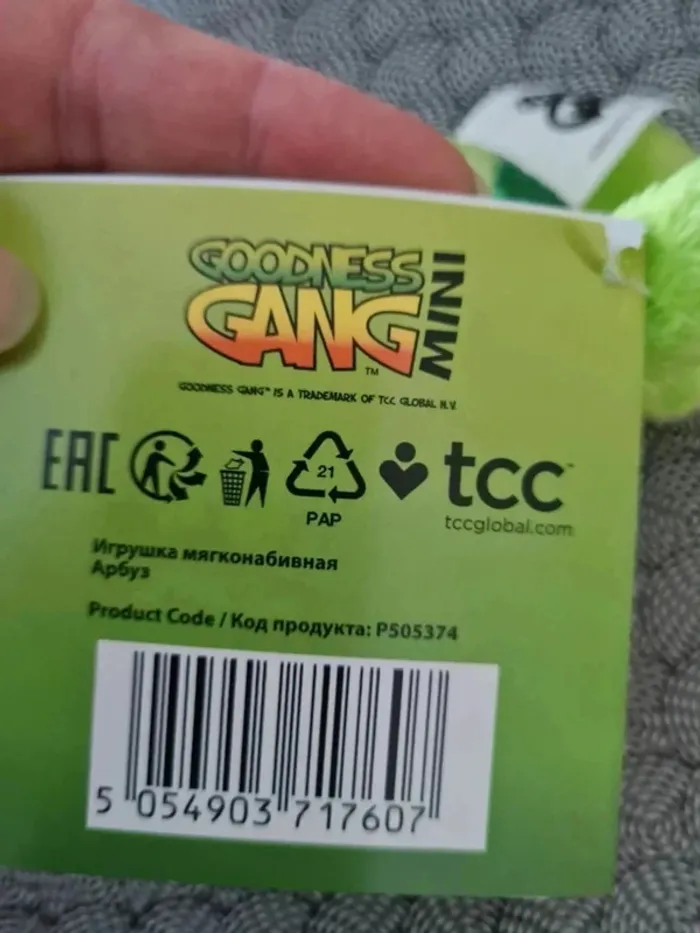 GOODNESS
GANG
MINI
TM
GOODNESS GANG™ IS A TRADEMARK OF TCC GLOBAL N.V.
EAC
21
PAP
tcc™
tccglobal.com
Игрушка мягконабивная
Арбуз
Product Code / Код продукта: P505374
5 054903 717607